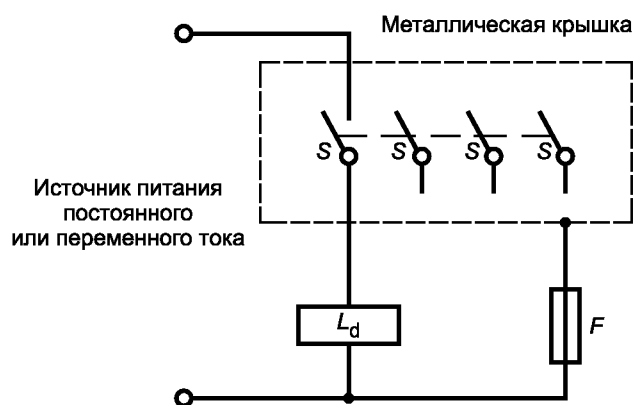 Металлическая крышка
S
S
S
S
Источник питания
постоянного
или переменного тока
Ld
F